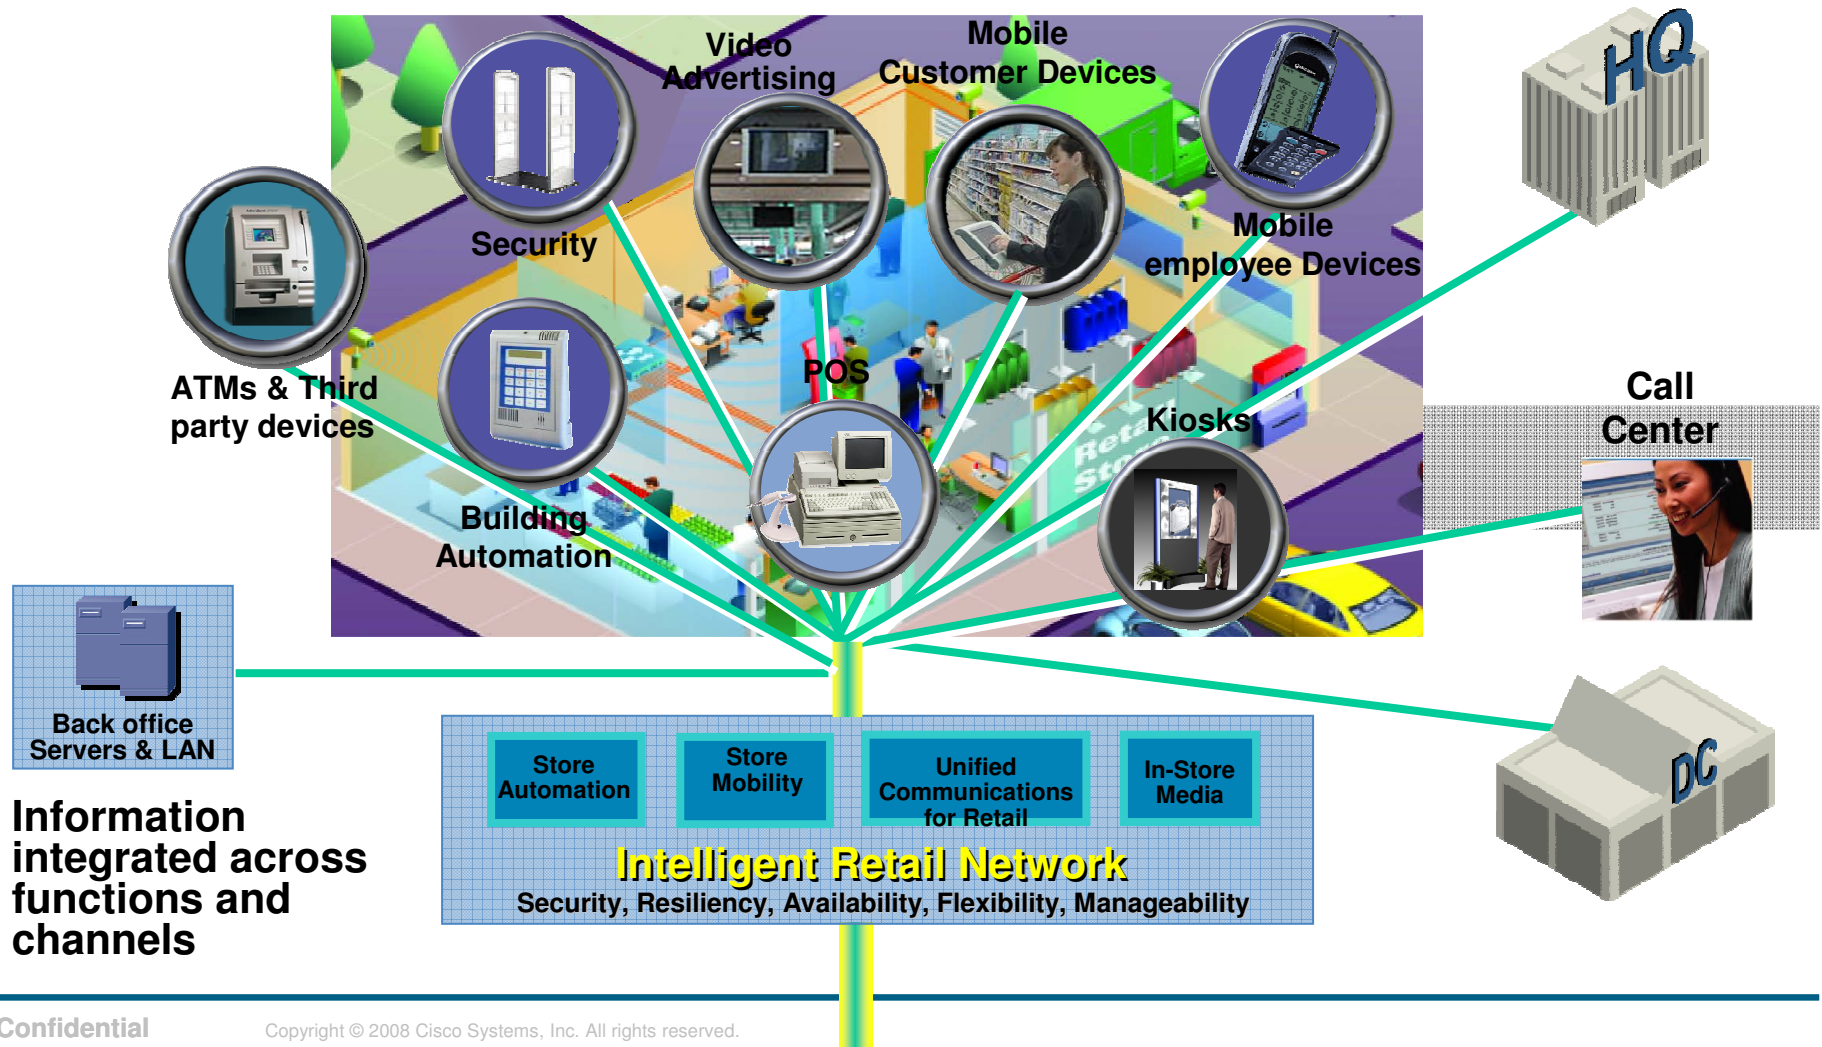 Video
Advertising
Mobile
Customer Devices
HQ
Security
Mobile
employee Devices
ATMs & Third
party devices
POS
Kiosks
Call
Center
Retail
Store
Building
Automation
Back office
Servers & LAN
DC
Store
Automation
Store
Mobility
Unified
Communications
for Retail
In-Store
Media
Information
integrated across
functions and
channels
Intelligent Retail Network
Security, Resiliency, Availability, Flexibility, Manageability
Confidential
Copyright © 2008 Cisco Systems, Inc. All rights reserved.